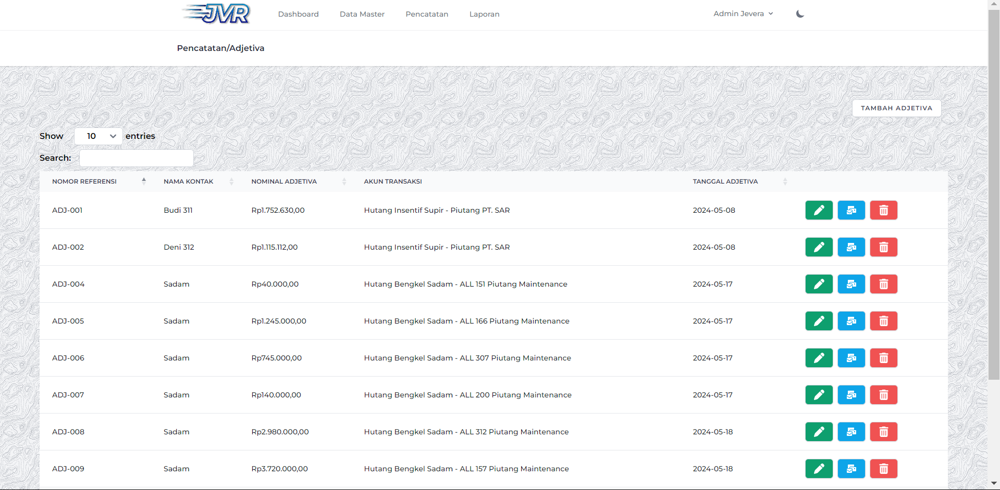 JVR Dashboard Data Master Pencatatan Laporan Admin Jevera
Pencatatan/Adjetiva
TAMBAH ADJETIVA
Show 10 entries
Search:
NOMOR REFERENSI NAMA KONTAK NOMINAL ADJETIVA AKUN TRANSAKSI TANGGAL ADJETIVA
ADJ-001 Budi 311 Rp1.752.630,00 Hutang Insentif Supir - Piutang PT. SAR 2024-05-08
ADJ-002 Deni 312 Rp1.115.112,00 Hutang Insentif Supir - Piutang PT. SAR 2024-05-08
ADJ-004 Sadam Rp40.000,00 Hutang Bengkel Sadam - ALL 151 Piutang Maintenance 2024-05-17
ADJ-005 Sadam Rp1.245.000,00 Hutang Bengkel Sadam - ALL 166 Piutang Maintenance 2024-05-17
ADJ-006 Sadam Rp745.000,00 Hutang Bengkel Sadam - ALL 307 Piutang Maintenance 2024-05-17
ADJ-007 Sadam Rp140.000,00 Hutang Bengkel Sadam - ALL 200 Piutang Maintenance 2024-05-17
ADJ-008 Sadam Rp2.980.000,00 Hutang Bengkel Sadam - ALL 312 Piutang Maintenance 2024-05-18
ADJ-009 Sadam Rp3.720.000,00 Hutang Bengkel Sadam - ALL 157 Piutang Maintenance 2024-05-18